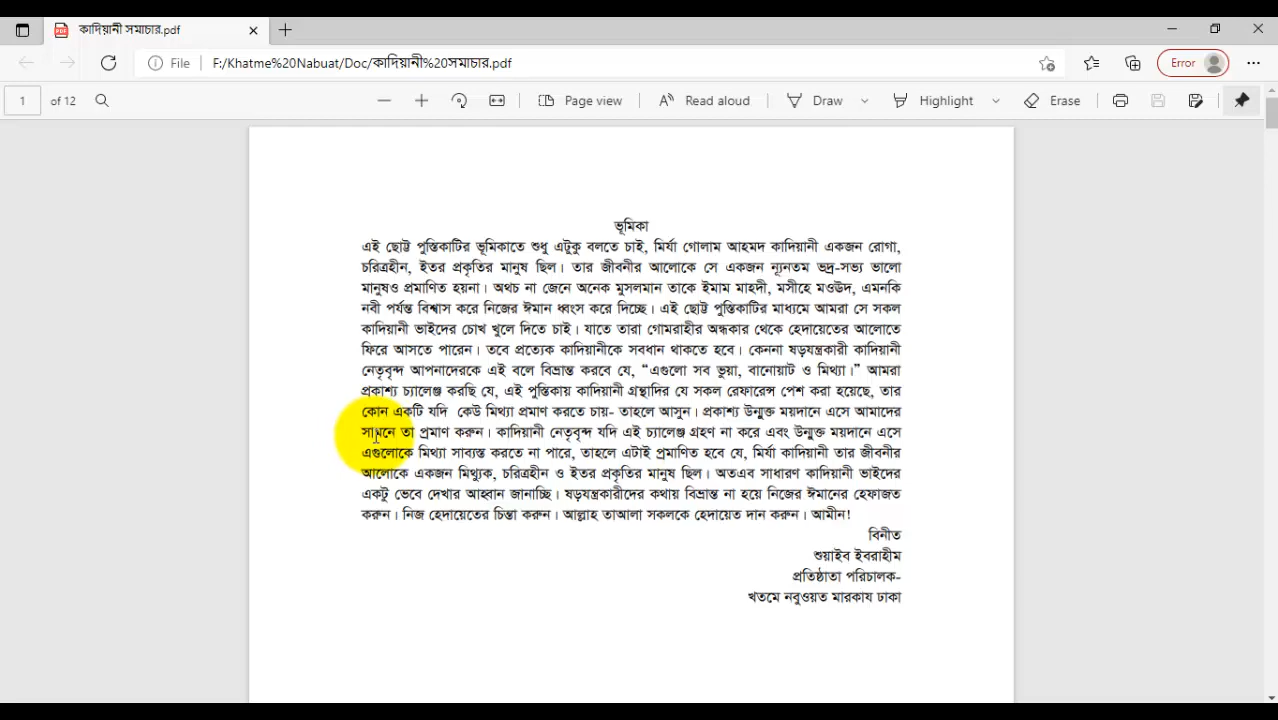 কাদিয়ানী সমাচার.pdf
File F:/Khatme%20Nabuat/Doc/কাদিয়ানী%20সমাচার.pdf Error
1 of 12 Page view Read aloud Draw Highlight Erase
ভূমিকা
এই ছোট্ট পুস্তিকাটির ভূমিকাতে শুধু এটুকু বলতে চাই, মির্যা গোলাম আহমদ কাদিয়ানী একজন রোগা,
চরিত্রহীন, ইতর প্রকৃতির মানুষ ছিল। তার জীবনীর আলোকে সে একজন ন্যূনতম ভদ্র-সভ্য ভালো
মানুষও প্রমাণিত হয়না। অথচ না জেনে অনেক মুসলমান তাকে ইমাম মাহদী, মসীহে মওউদ, এমনকি
নবী পর্যন্ত বিশ্বাস করে নিজের ঈমান ধ্বংস করে দিচ্ছে। এই ছোট্ট পুস্তিকাটির মাধ্যমে আমরা সে সকল
কাদিয়ানী ভাইদের চোখ খুলে দিতে চাই। যাতে তারা গোমরাহীর অন্ধকার থেকে হেদায়েতের আলোতে
ফিরে আসতে পারেন। তবে প্রত্যেক কাদিয়ানীকে সবধান থাকতে হবে। কেননা ষড়যন্ত্রকারী কাদিয়ানী
নেতৃবৃন্দ আপনাদেরকে এই বলে বিভ্রান্ত করবে যে, “এগুলো সব ভুয়া, বানোয়াট ও মিথ্যা।” আমরা
প্রকাশ্য চ্যালেঞ্জ করছি যে, এই পুস্তিকায় কাদিয়ানী গ্রন্থাদির যে সকল রেফারেন্স পেশ করা হয়েছে, তার
কোন একটি যদি কেউ মিথ্যা প্রমাণ করতে চায়- তাহলে আসুন। প্রকাশ্য উন্মুক্ত ময়দানে এসে আমাদের
সামনে তা প্রমাণ করুন। কাদিয়ানী নেতৃবৃন্দ যদি এই চ্যালেঞ্জ গ্রহণ না করে এবং উন্মুক্ত ময়দানে এসে
এগুলোকে মিথ্যা সাব্যস্ত করতে না পারে, তাহলে এটাই প্রমাণিত হবে যে, মির্যা কাদিয়ানী তার জীবনীর
আলোকে একজন মিথ্যুক, চরিত্রহীন ও ইতর প্রকৃতির মানুষ ছিল। অতএব সাধারণ কাদিয়ানী ভাইদের
একটু ভেবে দেখার আহ্বান জানাচ্ছি। ষড়যন্ত্রকারীদের কথায় বিভ্রান্ত না হয়ে নিজের ঈমানের হেফাজত
করুন। নিজ হেদায়েতের চিন্তা করুন। আল্লাহ তাআলা সকলকে হেদায়েত দান করুন। আমীন!
বিনীত
শুয়াইব ইবরাহীম
প্রতিষ্ঠাতা পরিচালক-
খতমে নবুওয়ত মারকায ঢাকা